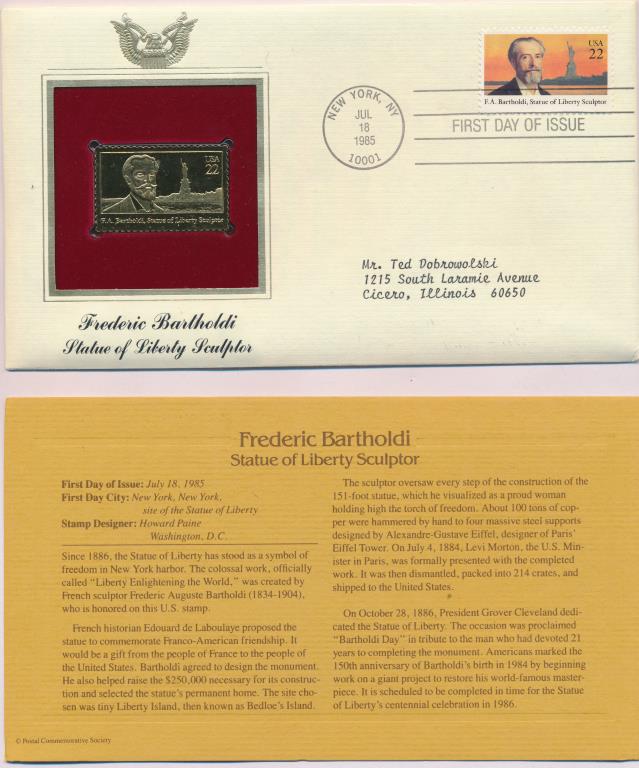 USA
22
F.A. Bartholdi, Statue of Liberty Sculptor
NEW YORK, NY
JUL
18
1985
10001
FIRST DAY OF ISSUE
USA
22
F.A. Bartholdi, Statue of Liberty Sculptor
Mr. Ted Dobrowolski
1215 South Laramie Avenue
Cicero, Illinois 60650
Frederic Bartholdi
Statue of Liberty Sculptor
Frederic Bartholdi
Statue of Liberty Sculptor
First Day of Issue: July 18, 1985
First Day City: New York, New York,
site of the Statue of Liberty
Stamp Designer: Howard Paine
Washington, D.C.
Since 1886, the Statue of Liberty has stood as a symbol of
freedom in New York harbor. The colossal work, officially
called "Liberty Enlightening the World," was created by
French sculptor Frederic Auguste Bartholdi (1834-1904),
who is honored on this U.S. stamp.
French historian Edouard de Laboulaye proposed the
statue to commemorate Franco-American friendship. It
would be a gift from the people of France to the people of
the United States. Bartholdi agreed to design the monument.
He also helped raise the $250,000 necessary for its construc-
tion and selected the statue's permanent home. The site cho-
sen was tiny Liberty Island, then known as Bedloe's Island.
The sculptor oversaw every step of the construction of the
151-foot statue, which he visualized as a proud woman
holding high the torch of freedom. About 100 tons of cop-
per were hammered by hand to four massive steel supports
designed by Alexandre-Gustave Eiffel, designer of Paris'
Eiffel Tower. On July 4, 1884, Levi Morton, the U.S. Min-
ister in Paris, was formally presented with the completed
work. It was then dismantled, packed into 214 crates, and
shipped to the United States.
On October 28, 1886, President Grover Cleveland dedi-
cated the Statue of Liberty. The occasion was proclaimed
"Bartholdi Day" in tribute to the man who had devoted 21
years to completing the monument. Americans marked the
150th anniversary of Bartholdi's birth in 1984 by beginning
work on a giant project to restore his world-famous master-
piece. It is scheduled to be completed in time for the Statue
of Liberty's centennial celebration in 1986.
© Postal Commemorative Society